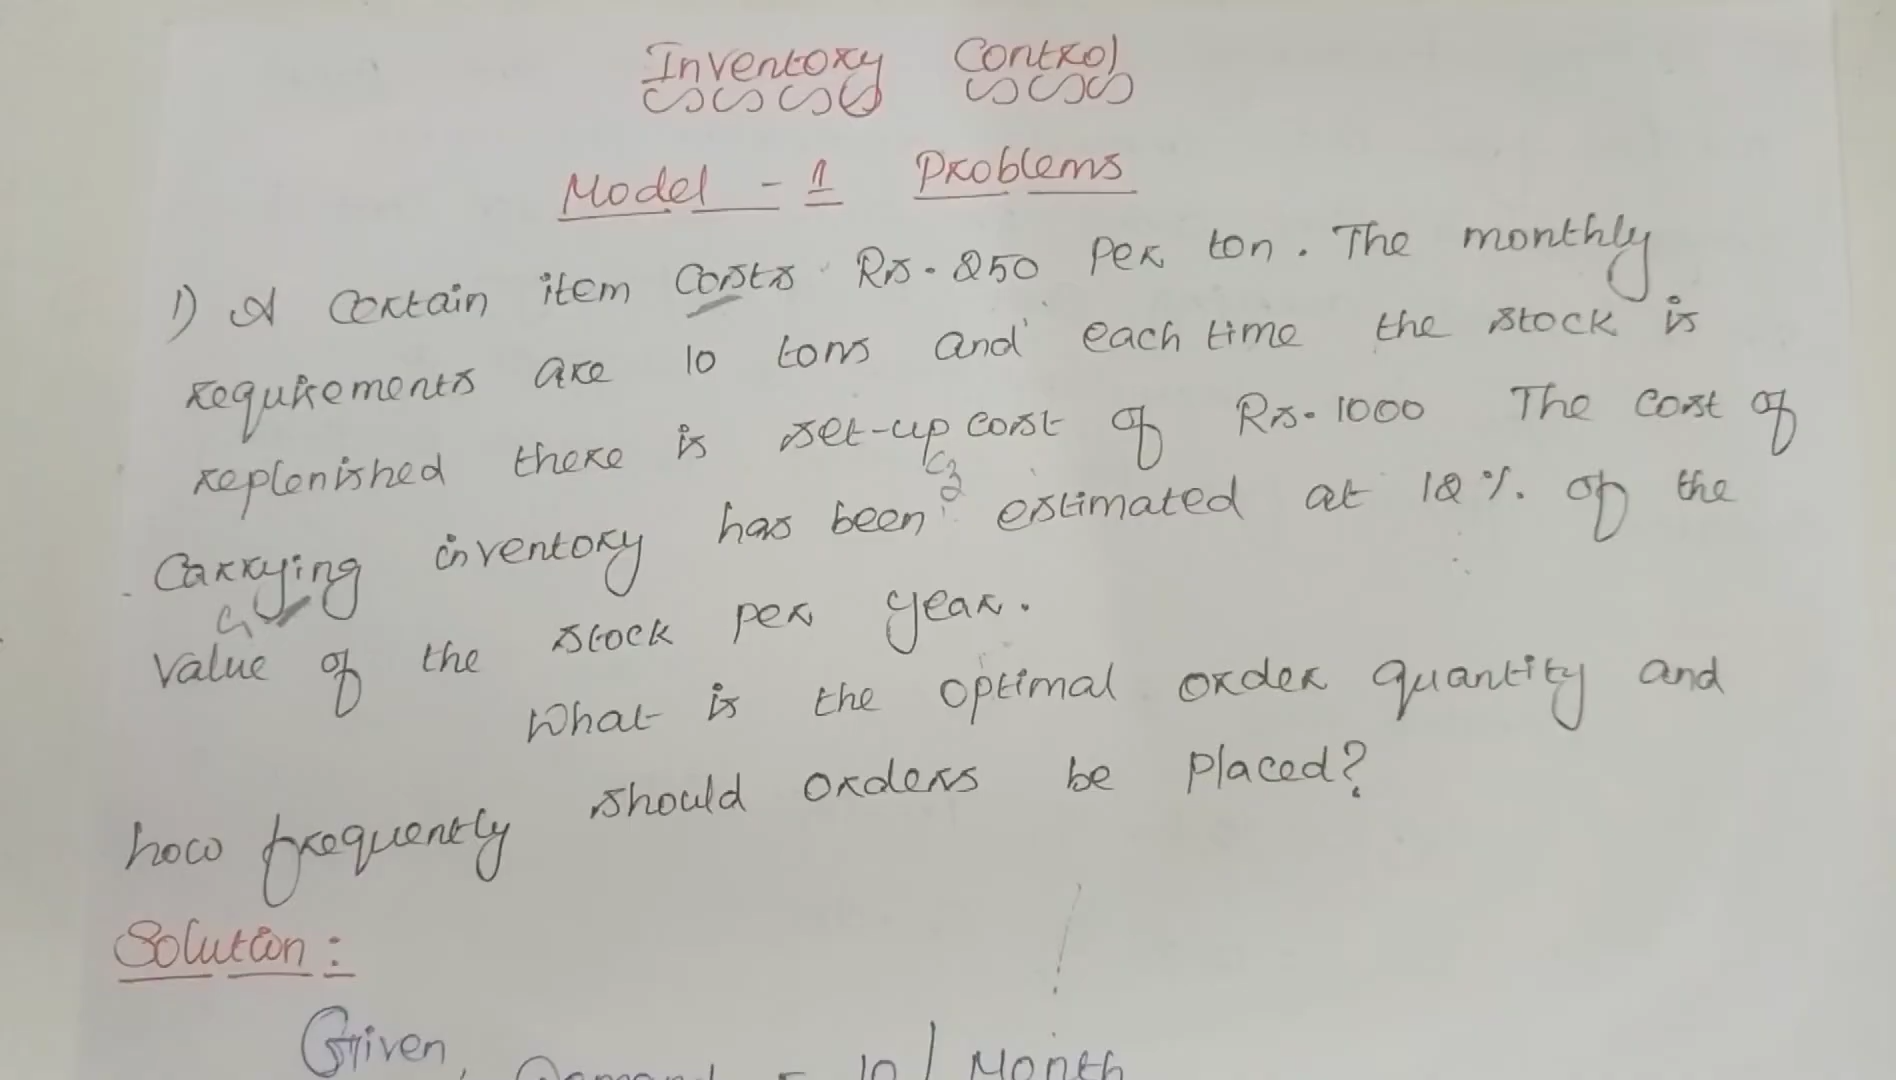 Inventory Control
Model - 1 Problems
1) A Certain item Costs Rs. 250 Per ton. The monthly
requirements are 10 tons and each time the stock is
replenished there is set-up cost of Rs. 1000 The cost of
C3
Carrying inventory has been estimated at 12%. of the
C1
Value of the stock per year.
What is the optimal order quantity and
how frequently should orders be placed?
Solution:
Given,
Demand = 10 / Month